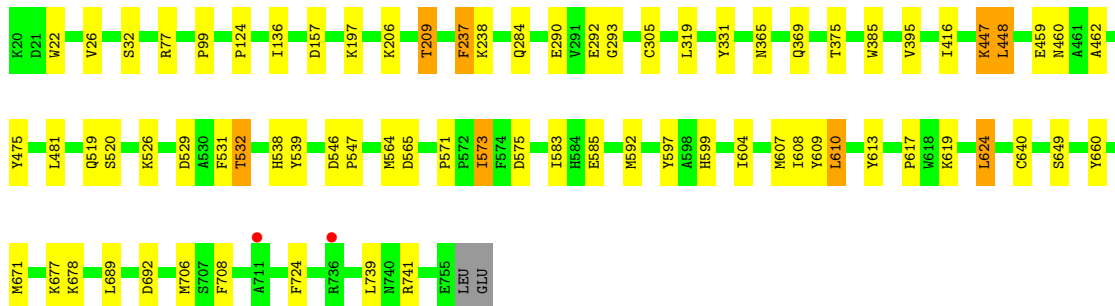 K20 D21 W22 V26 S32 R77 P99 P124 I136 D157 K197 K206 T209 F237 K238 Q284 E290 V291 E292 G293 C305 L319 Y331 N365 Q369 T375 W385 V395 I416 K447 L448 E459 N460 A461 A462
Y475 L481 Q519 S520 K526 D529 A530 F531 T532 H538 Y539 D546 P547 M564 D565 P571 P572 I573 F574 D575 I583 H584 E585 M592 Y597 A598 H599 I604 M607 I608 Y609 L610 Y613 P617 W618 K619 L624 C640 S649 Y660
M671 K677 K678 L689 D692 M706 S707 F708 A711 F724 R736 L739 N740 R741 E755 LEU GLU